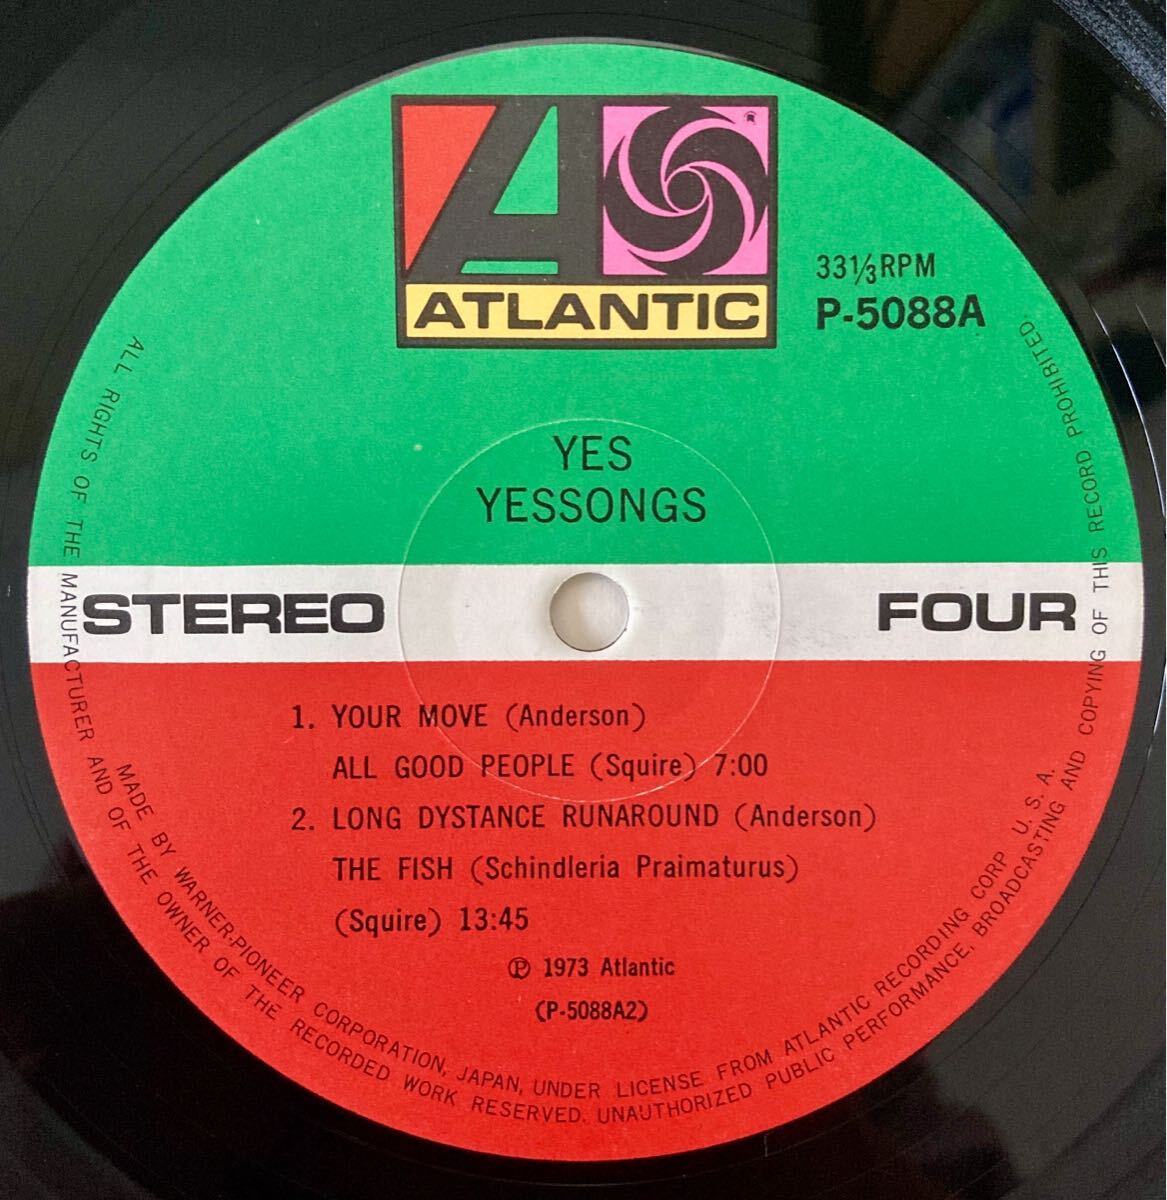 ATLANTIC
33⅓RPM
P-5088A
YES
YESSONGS
STEREO
FOUR
1. YOUR MOVE (Anderson)
ALL GOOD PEOPLE (Squire) 7:00
2. LONG DYSTANCE RUNAROUND (Anderson)
THE FISH (Schindleria Praimaturus)
(Squire) 13:45
Ⓟ 1973 Atlantic
(P-5088A2)
MADE BY WARNER-PIONEER CORPORATION, JAPAN, UNDER LICENSE FROM ATLANTIC RECORDING CORP U. S. A.
ALL RIGHTS OF THE MANUFACTURER AND OF THE OWNER OF THE RECORDED WORK RESERVED. UNAUTHORIZED PUBLIC PERFORMANCE, BROADCASTING AND COPYING OF THIS RECORD PROHIBITED.